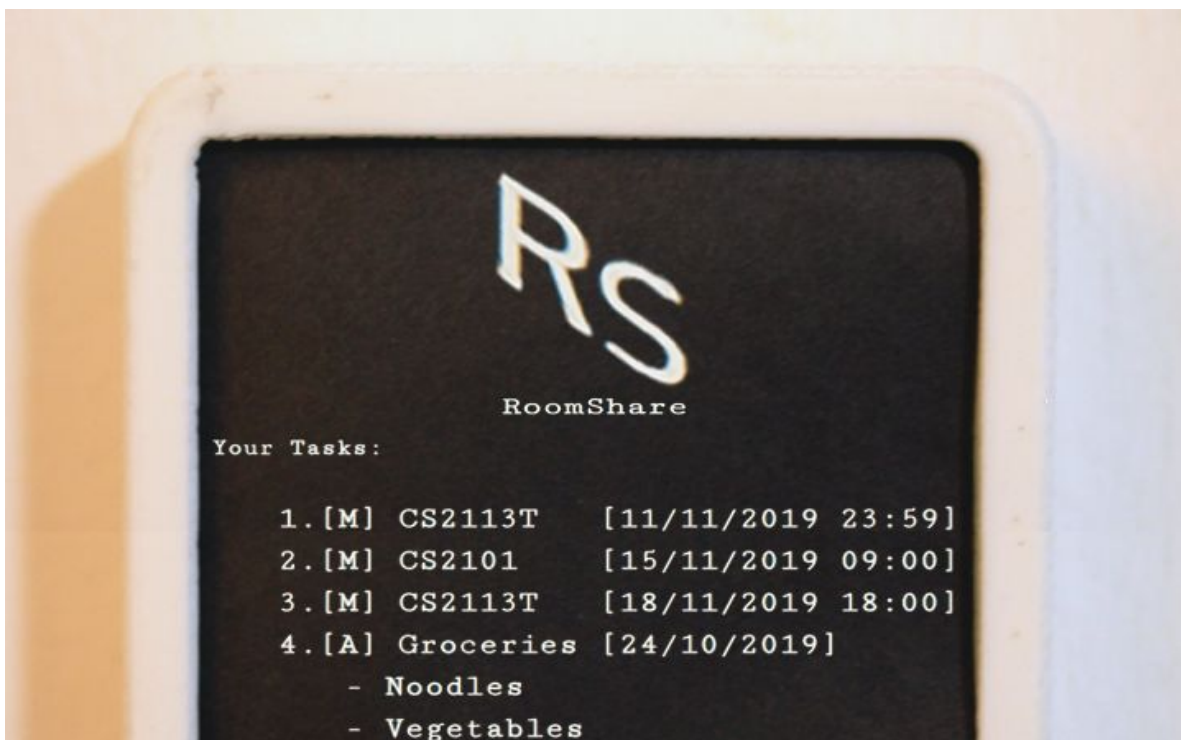 RS
RoomShare
Your Tasks:
1.[M] CS2113T [11/11/2019 23:59]
2.[M] CS2101 [15/11/2019 09:00]
3.[M] CS2113T [18/11/2019 18:00]
4.[A] Groceries [24/10/2019]
- Noodles
- Vegetables